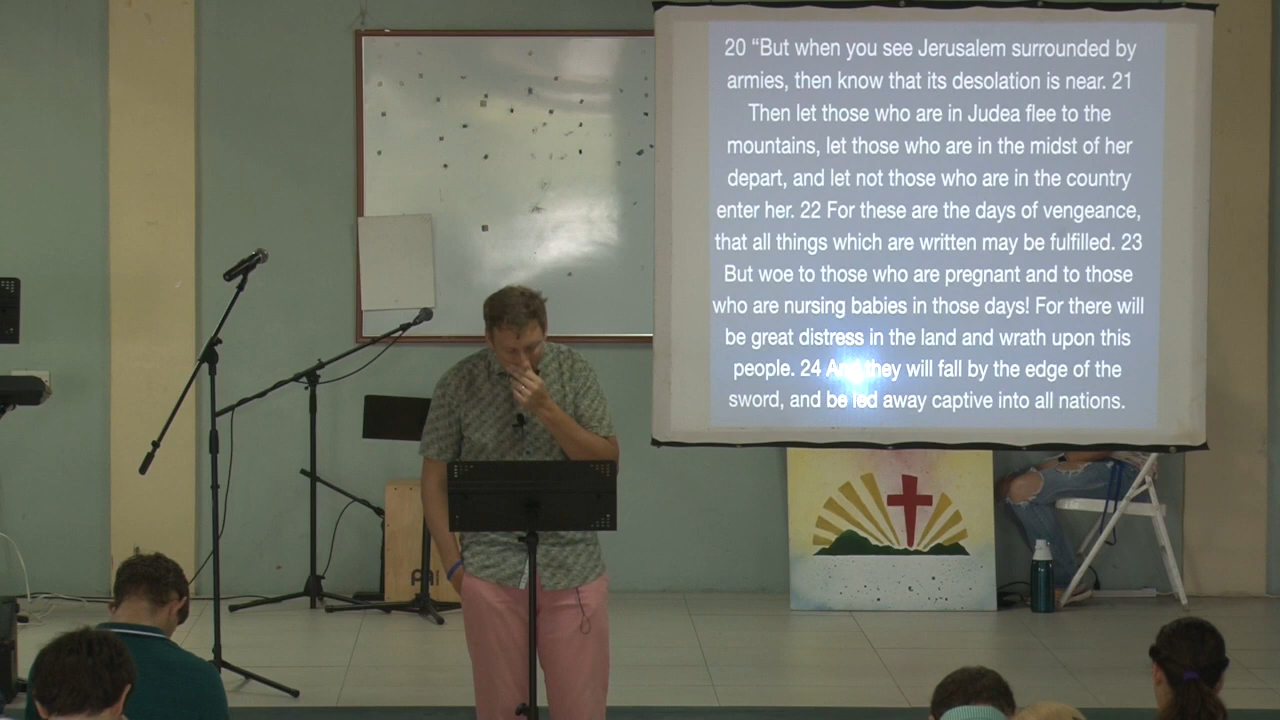 20 “But when you see Jerusalem surrounded by
armies, then know that its desolation is near. 21
Then let those who are in Judea flee to the
mountains, let those who are in the midst of her
depart, and let not those who are in the country
enter her. 22 For these are the days of vengeance,
that all things which are written may be fulfilled. 23
But woe to those who are pregnant and to those
who are nursing babies in those days! For there will
be great distress in the land and wrath upon this
people. 24 And they will fall by the edge of the
sword, and be led away captive into all nations.